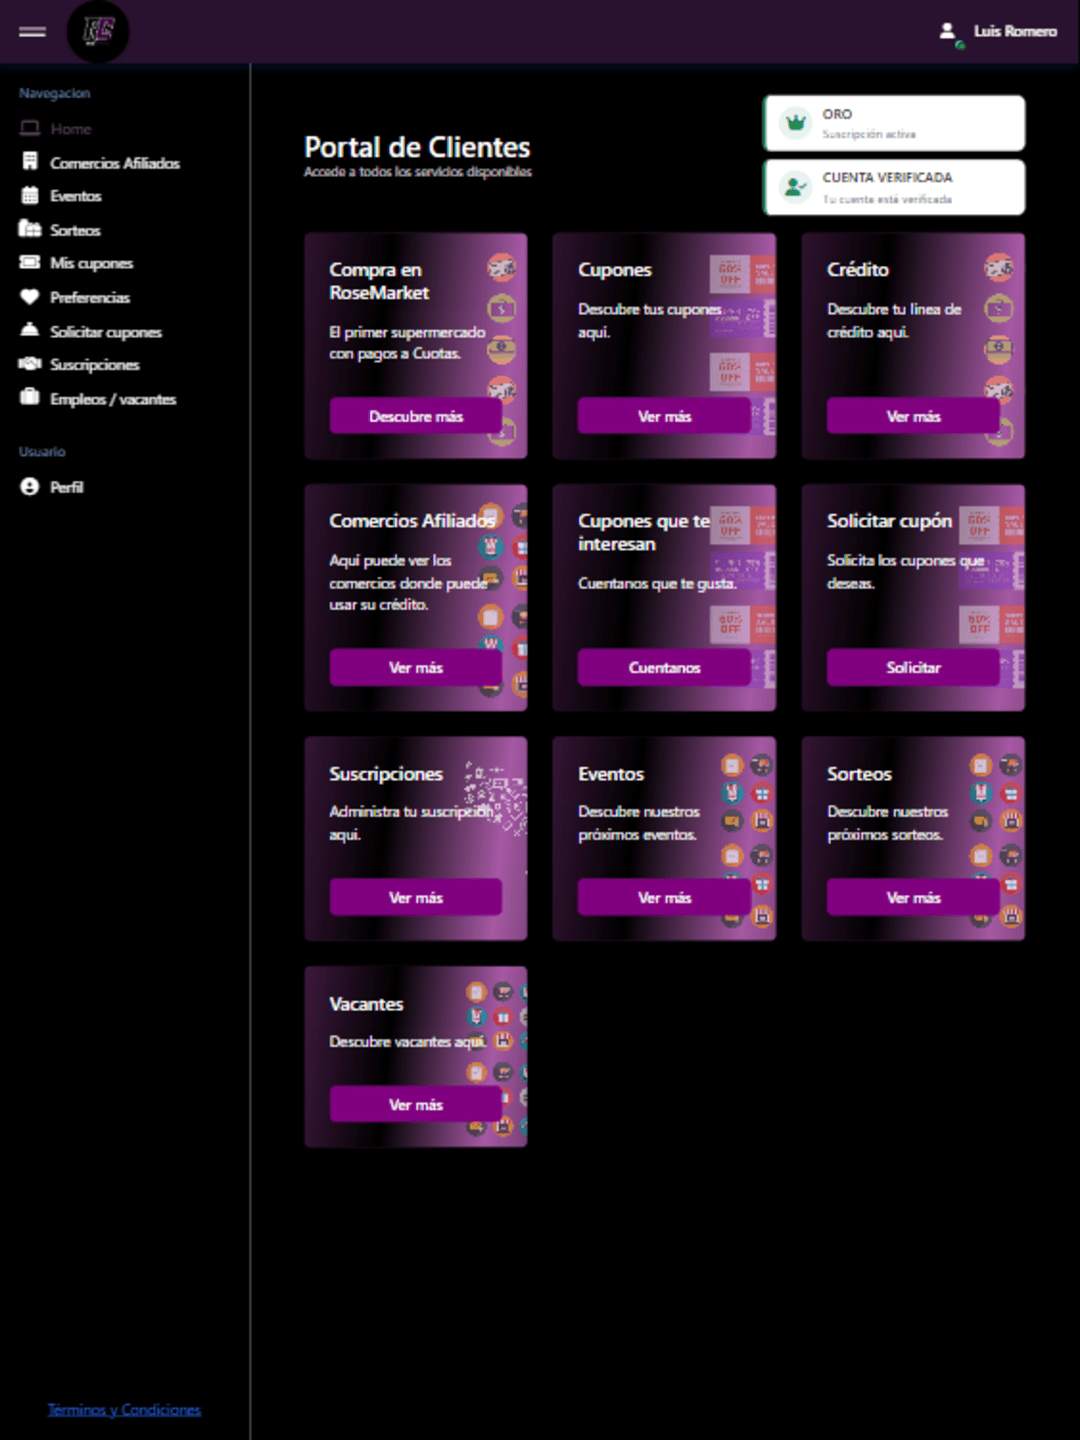 Luis Romero
Navegacion
Home
Comercios Afiliados
Eventos
Sorteos
Mis cupones
Preferencias
Solicitar cupones
Suscripciones
Empleos / vacantes
Usuario
Perfil
Términos y Condiciones
Portal de Clientes
Accede a todos los servicios disponibles
ORO
Suscripción activa
CUENTA VERIFICADA
Tu cuenta está verificada
Compra en
RoseMarket
El primer supermercado
con pagos a Cuotas.
Descubre más
Cupones
Descubre tus cupones
aquí.
Ver más
Crédito
Descubre tu línea de
crédito aquí.
Ver más
Comercios Afiliados
Aquí puede ver los
comercios donde puede
usar su crédito.
Ver más
Cupones que te
interesan
Cuentanos que te gusta.
Cuentanos
Solicitar cupón
Solicita los cupones que
deseas.
Solicitar
Suscripciones
Administra tu suscripción
aquí.
Ver más
Eventos
Descubre nuestros
próximos eventos.
Ver más
Sorteos
Descubre nuestros
próximos sorteos.
Ver más
Vacantes
Descubre vacantes aquí.
Ver más